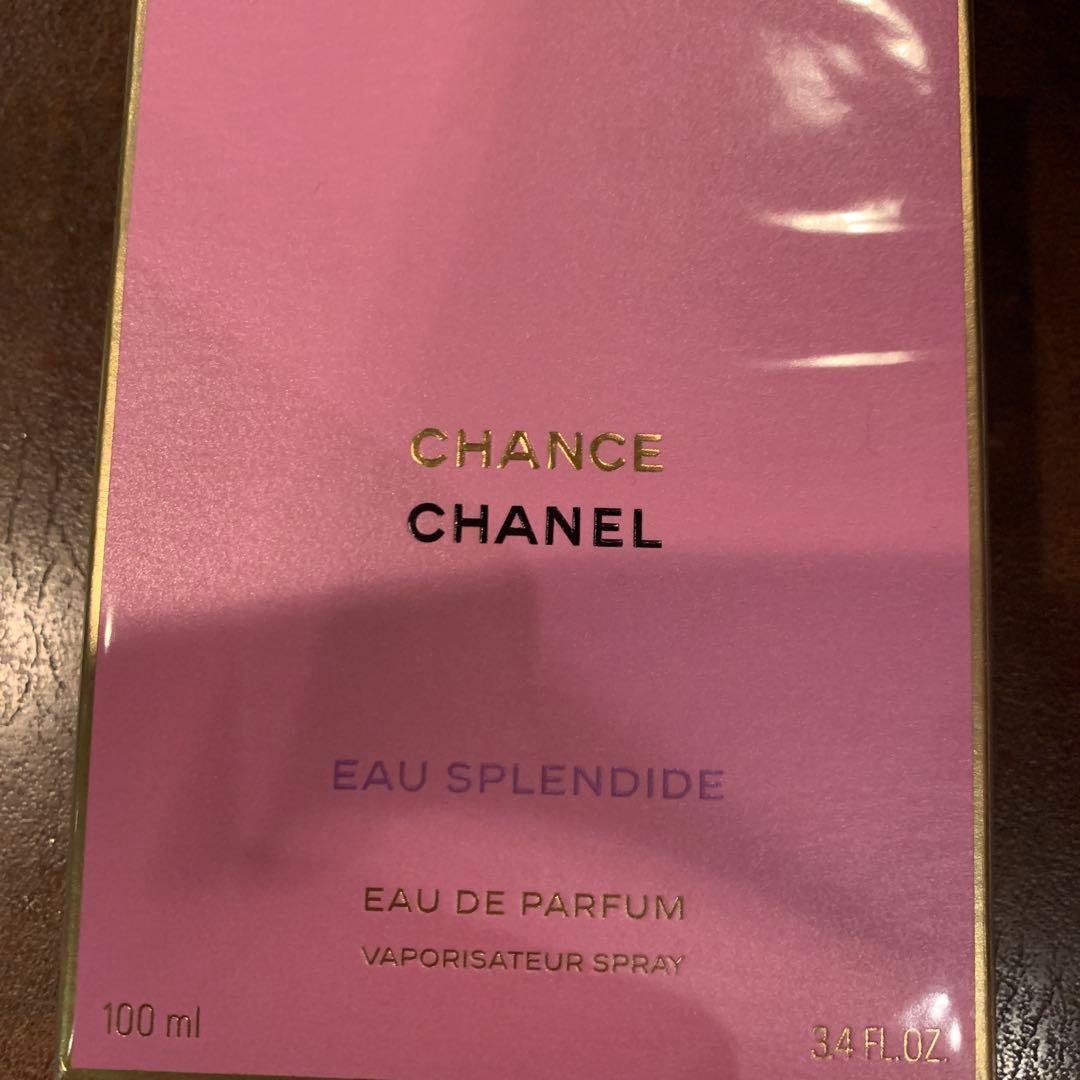 CHANCE
CHANEL
EAU SPLENDIDE
EAU DE PARFUM
VAPORISATEUR SPRAY
100 ml
3.4 FL.OZ.